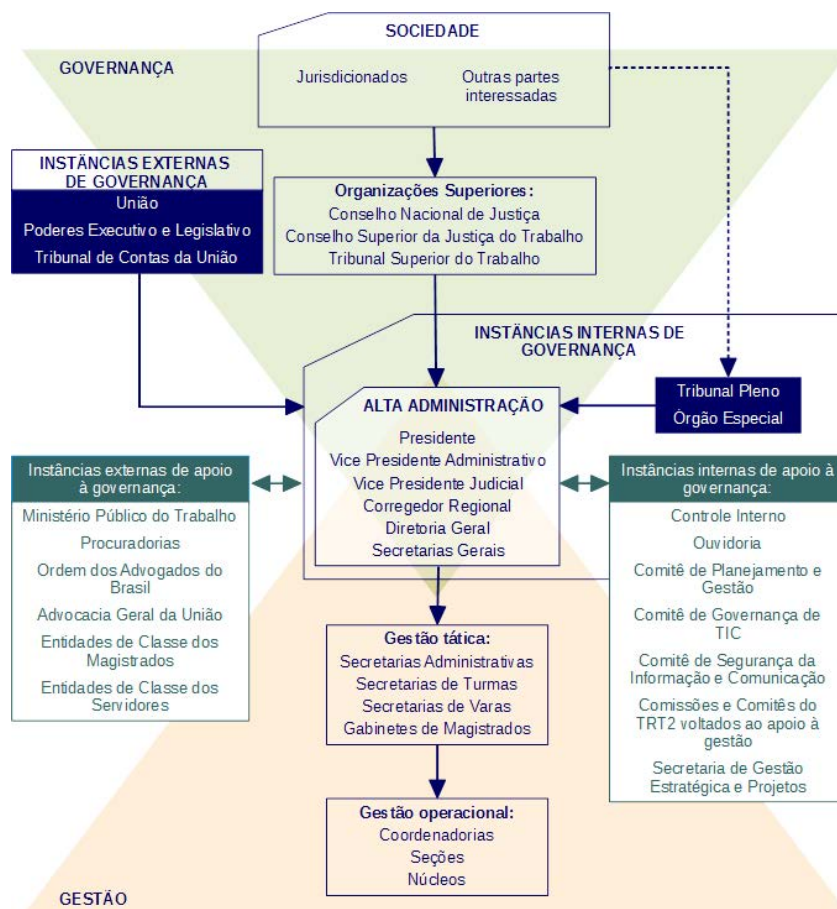 SOCIEDADE
GOVERNANÇA
Jurisdicionados
Outras partes
interessadas
INSTÂNCIAS EXTERNAS
DE GOVERNANÇA
União
Poderes Executivo e Legislativo
Tribunal de Contas da União
Organizações Superiores:
Conselho Nacional de Justiça
Conselho Superior da Justiça do Trabalho
Tribunal Superior do Trabalho
INSTÂNCIAS INTERNAS DE
GOVERNANÇA
Tribunal Pleno
Órgão Especial
ALTA ADMINISTRAÇÃO
Presidente
Vice Presidente Administrativo
Vice Presidente Judicial
Corregedor Regional
Diretoria Geral
Secretarias Gerais
Instâncias externas de apoio
à governança:
Ministério Público do Trabalho
Procuradorias
Ordem dos Advogados do
Brasil
Advocacia Geral da União
Entidades de Classe dos
Magistrados
Entidades de Classe dos
Servidores
Instâncias internas de apoio à
governança:
Controle Interno
Ouvidoria
Comitê de Planejamento e
Gestão
Comitê de Governança de
TIC
Comitê de Segurança da
Informação e Comunicação
Comissões e Comitês do
TRT2 voltados ao apoio à
gestão
Secretaria de Gestão
Estratégica e Projetos
Gestão tática:
Secretarias Administrativas
Secretarias de Turmas
Secretarias de Varas
Gabinetes de Magistrados
Gestão operacional:
Coordenadorias
Seções
Núcleos
GESTÃO